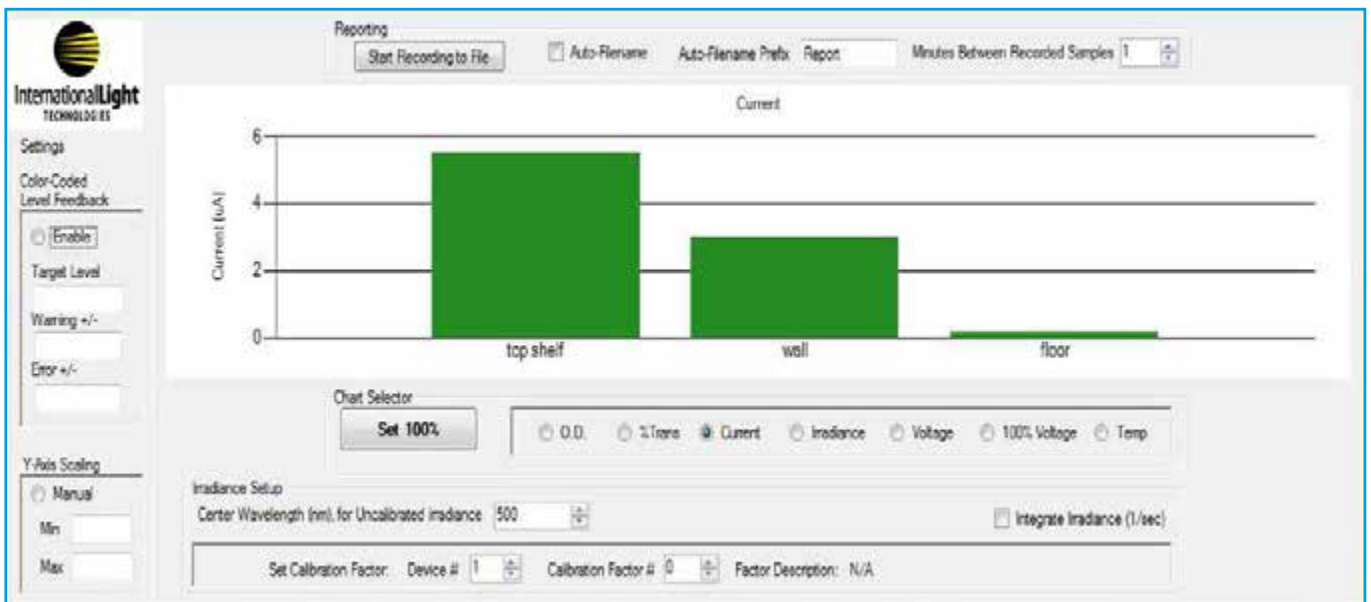 Reporting
Start Recording to File Auto-Filename Auto-Filename Prefix Report Minutes Between Recorded Samples 1
InternationalLight
TECHNOLOGIES
Settings
Color-Coded
Level Feedback
Enable
Target Level
Warning +/-
Error +/-
Y-Axis Scaling
Manual
Min
Max
Current
Current (uA)
6
4
2
0
top shelf wall floor
Chart Selector
Set 100% O.D. %Trans Current Irradiance Voltage 100% Voltage Temp
Irradiance Setup
Center Wavelength (nm), for Uncalibrated irradiance 500 Integrate Irradiance (1/sec)
Set Calibration Factor: Device # 1 Calibration Factor # 0 Factor Description: N/A